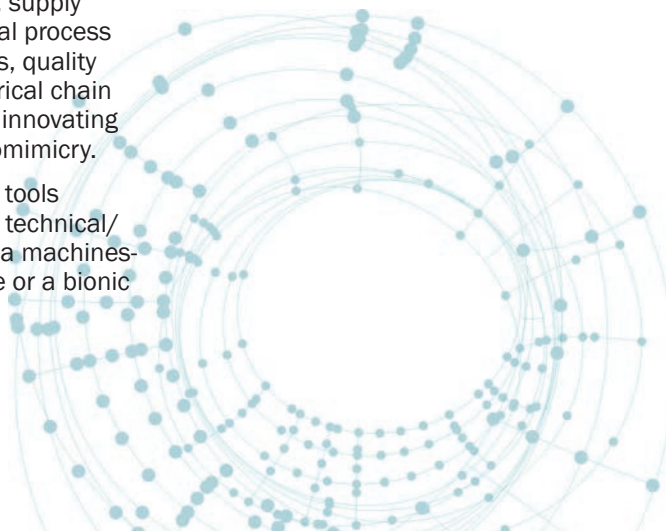 supply
al process
s, quality
rical chain
innovating
omimicry.
tools
technical/
a machines-
e or a bionic